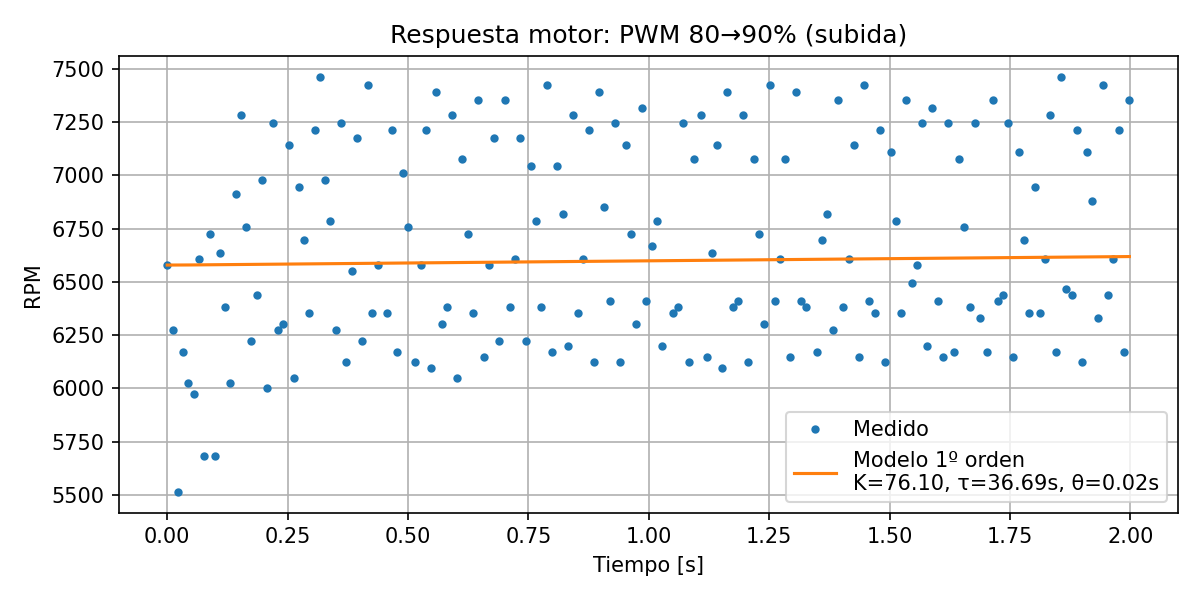 Respuesta motor: PWM 80→90% (subida)
7500
7250
7000
6750
6500
6250
6000
5750
5500
RPM
Medido
Modelo 1º orden
K=76.10, τ=36.69s, θ=0.02s
0.00 0.25 0.50 0.75 1.00 1.25 1.50 1.75 2.00
Tiempo [s]